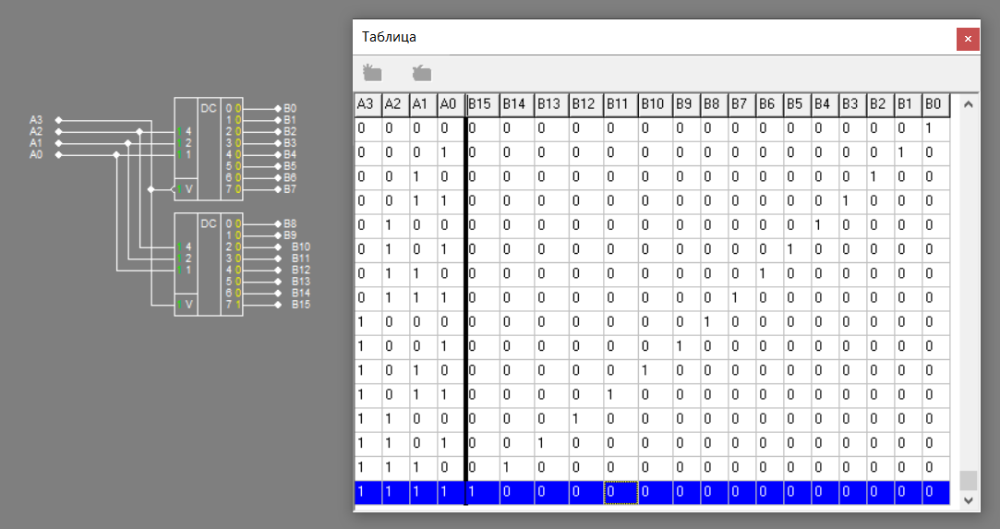 DC 0 0 B0
A3 1 0 B1
A2 1 4 2 0 B2
A1 1 2 3 0 B3
A0 1 1 4 0 B4
5 0 B5
6 0 B6
1 V 7 0 B7
DC 0 0 B8
1 0 B9
1 4 2 0 B10
1 2 3 0 B11
1 1 4 0 B12
5 0 B13
6 0 B14
1 V 7 1 B15
Таблица
A3 A2 A1 A0 B15 B14 B13 B12 B11 B10 B9 B8 B7 B6 B5 B4 B3 B2 B1 B0
0 0 0 0 0 0 0 0 0 0 0 0 0 0 0 0 0 0 0 1
0 0 0 1 0 0 0 0 0 0 0 0 0 0 0 0 0 0 1 0
0 0 1 0 0 0 0 0 0 0 0 0 0 0 0 0 0 1 0 0
0 0 1 1 0 0 0 0 0 0 0 0 0 0 0 0 1 0 0 0
0 1 0 0 0 0 0 0 0 0 0 0 0 0 0 1 0 0 0 0
0 1 0 1 0 0 0 0 0 0 0 0 0 0 1 0 0 0 0 0
0 1 1 0 0 0 0 0 0 0 0 0 0 1 0 0 0 0 0 0
0 1 1 1 0 0 0 0 0 0 0 0 1 0 0 0 0 0 0 0
1 0 0 0 0 0 0 0 0 0 0 1 0 0 0 0 0 0 0 0
1 0 0 1 0 0 0 0 0 0 1 0 0 0 0 0 0 0 0 0
1 0 1 0 0 0 0 0 0 1 0 0 0 0 0 0 0 0 0 0
1 0 1 1 0 0 0 0 1 0 0 0 0 0 0 0 0 0 0 0
1 1 0 0 0 0 0 1 0 0 0 0 0 0 0 0 0 0 0 0
1 1 0 1 0 0 1 0 0 0 0 0 0 0 0 0 0 0 0 0
1 1 1 0 0 1 0 0 0 0 0 0 0 0 0 0 0 0 0 0
1 1 1 1 1 0 0 0 0 0 0 0 0 0 0 0 0 0 0 0